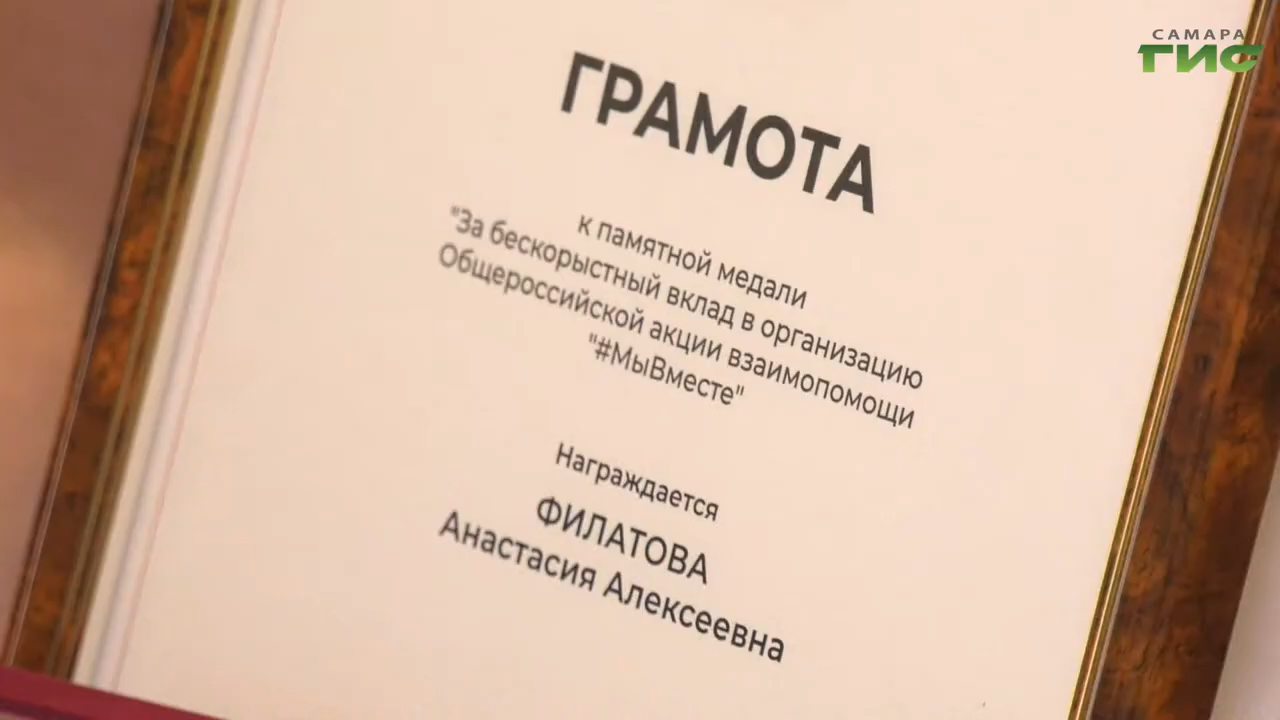 САМАРА
ГИС
ГРАМОТА
к памятной медали
"За бескорыстный вклад в организацию
Общероссийской акции взаимопомощи
"#МыВместе"
Награждается
ФИЛАТОВА
Анастасия Алексеевна